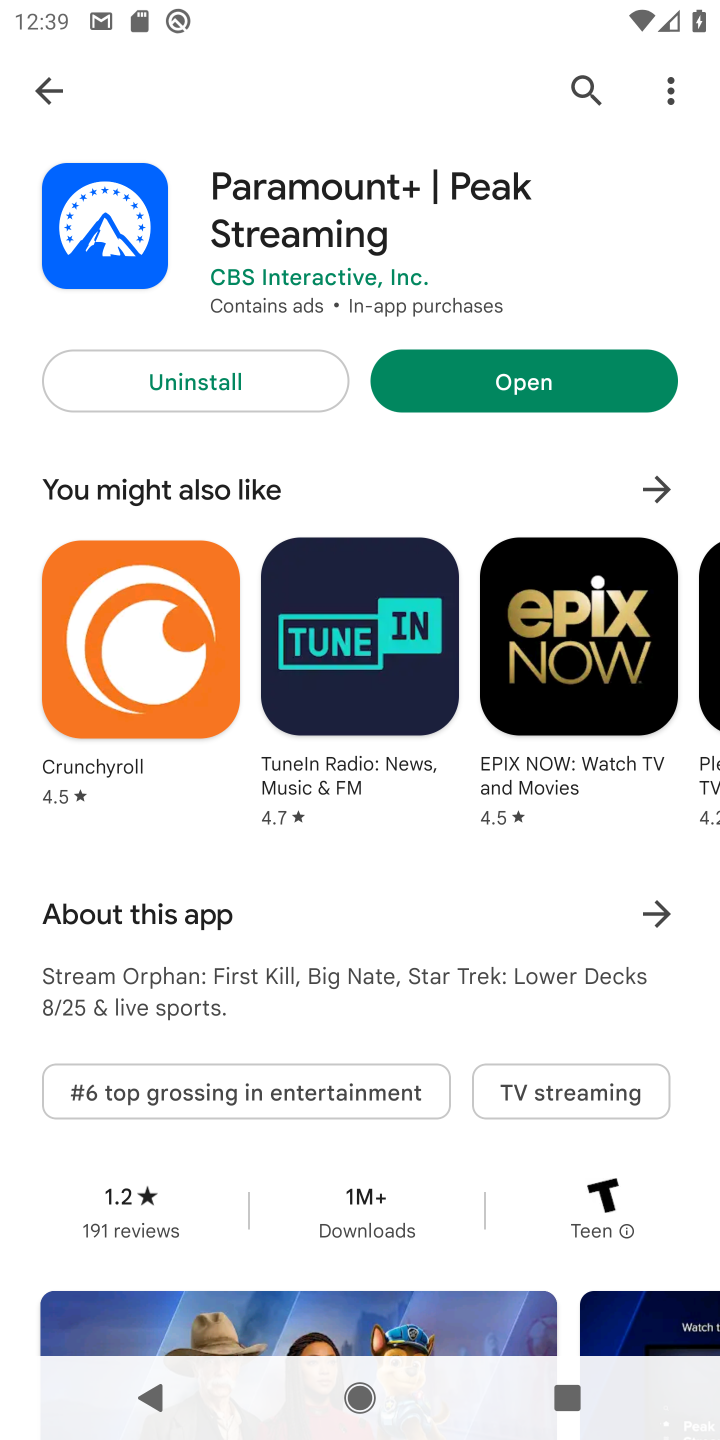 12:39
Paramount+ | Peak
Streaming
CBS Interactive, Inc.
Contains ads • In-app purchases
Uninstall
Open
You might also like
TUNE IN
epix
NOW
Crunchyroll
4.5 ★
TuneIn Radio: News,
Music & FM
4.7 ★
EPIX NOW: Watch TV
and Movies
4.5 ★
Ple
TV
4.2
About this app
Stream Orphan: First Kill, Big Nate, Star Trek: Lower Decks
8/25 & live sports.
#6 top grossing in entertainment
TV streaming
1.2 ★
191 reviews
1M+
Downloads
T
Teen
Watch t
Peak